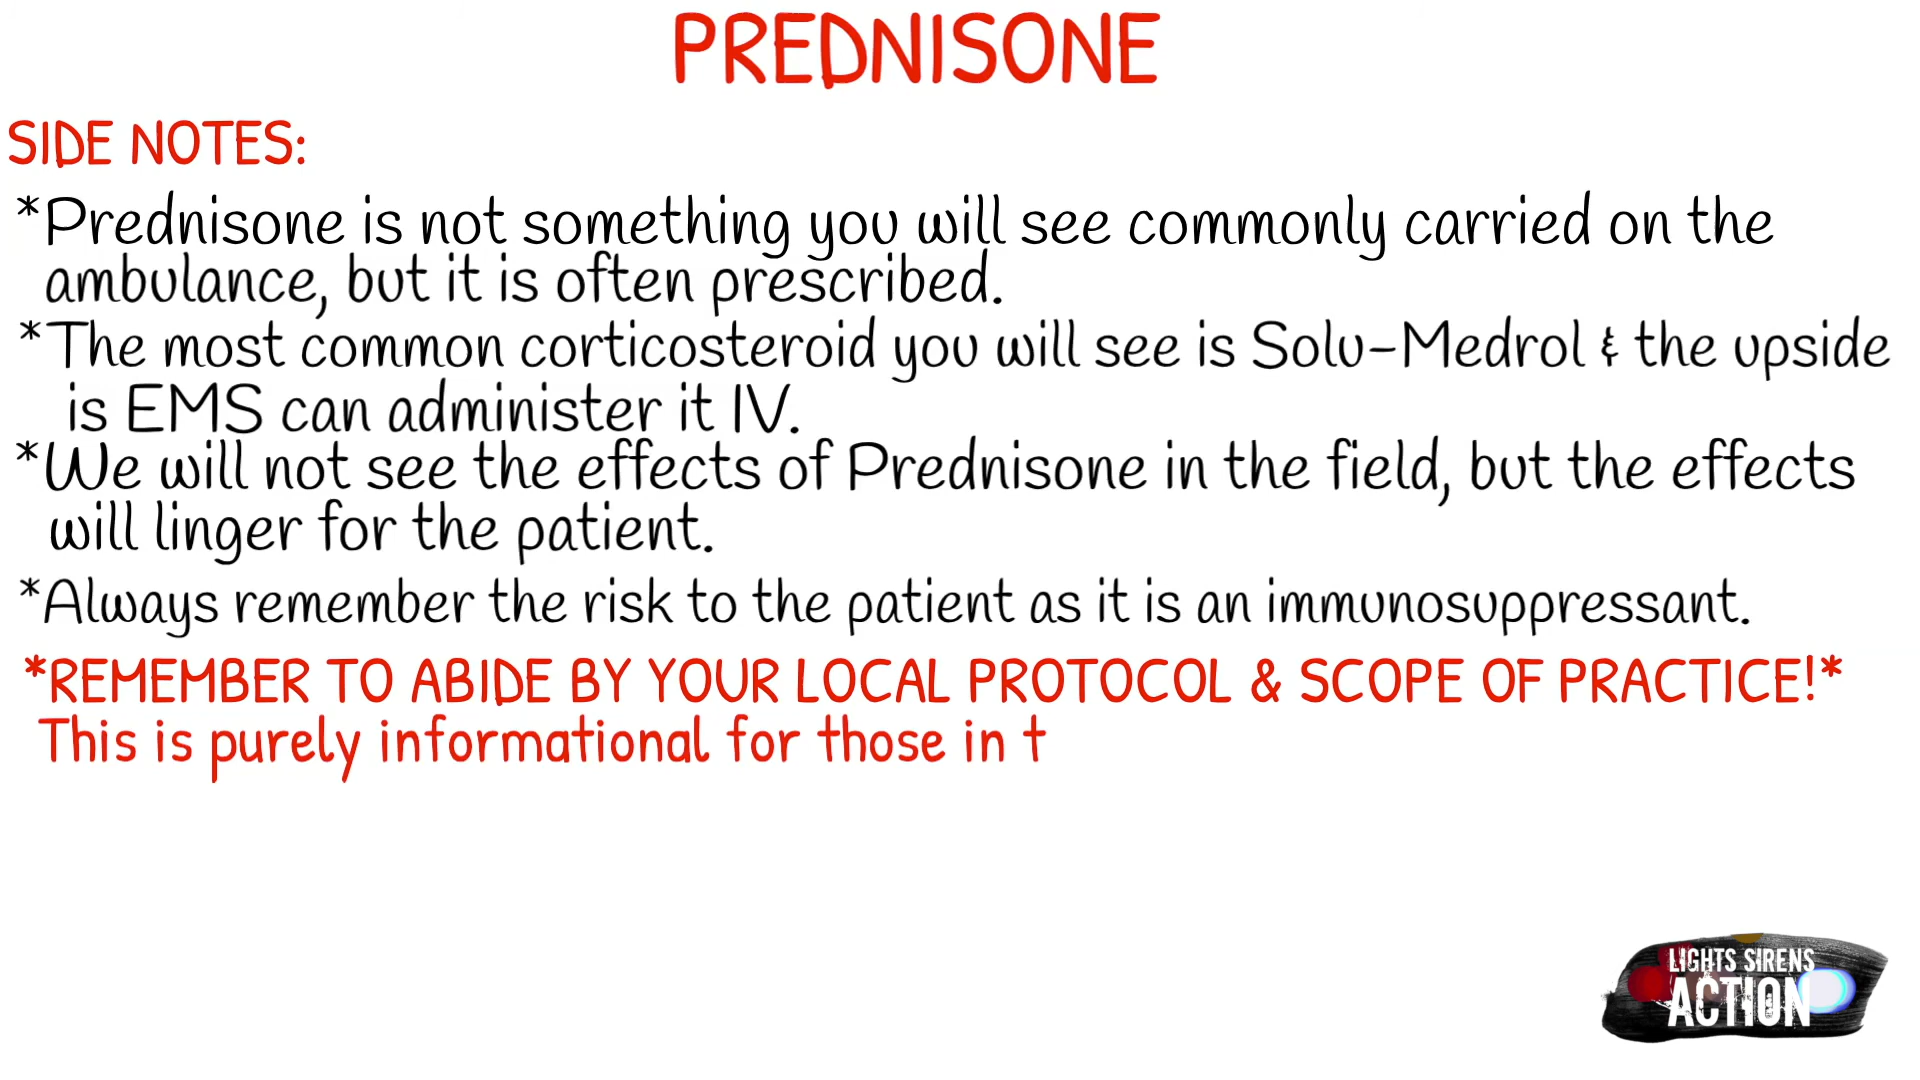 PREDNISONE
SIDE NOTES:
*Prednisone is not something you will see commonly carried on the
ambulance, but it is often prescribed.
*The most common corticosteroid you will see is Solu-Medrol & the upside
is EMS can administer it IV.
*We will not see the effects of Prednisone in the field, but the effects
will linger for the patient.
*Always remember the risk to the patient as it is an immunosuppressant.
*REMEMBER TO ABIDE BY YOUR LOCAL PROTOCOL & SCOPE OF PRACTICE!*
This is purely informational for those in t
LIGHTS SIRENS
ACTION